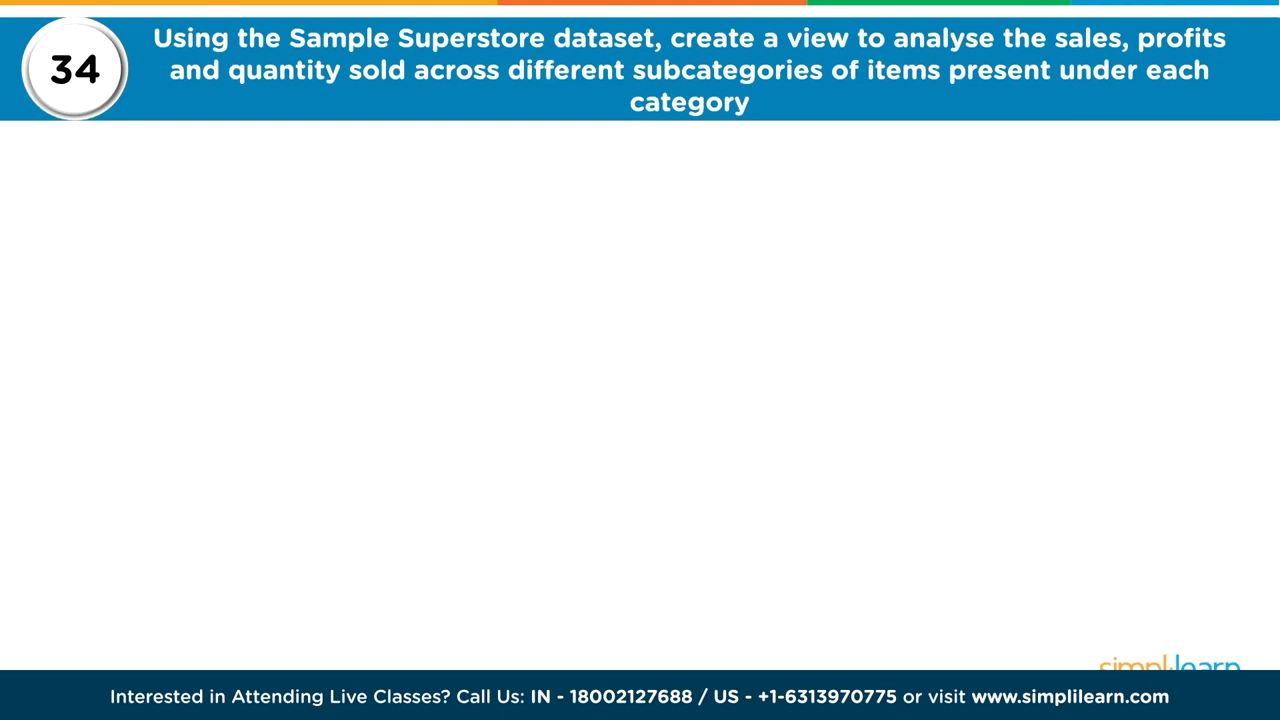 34
Using the Sample Superstore dataset, create a view to analyse the sales, profits
and quantity sold across different subcategories of items present under each
category
simplilearn
Interested in Attending Live Classes? Call Us: IN - 18002127688 / US - +1-6313970775 or visit www.simplilearn.com